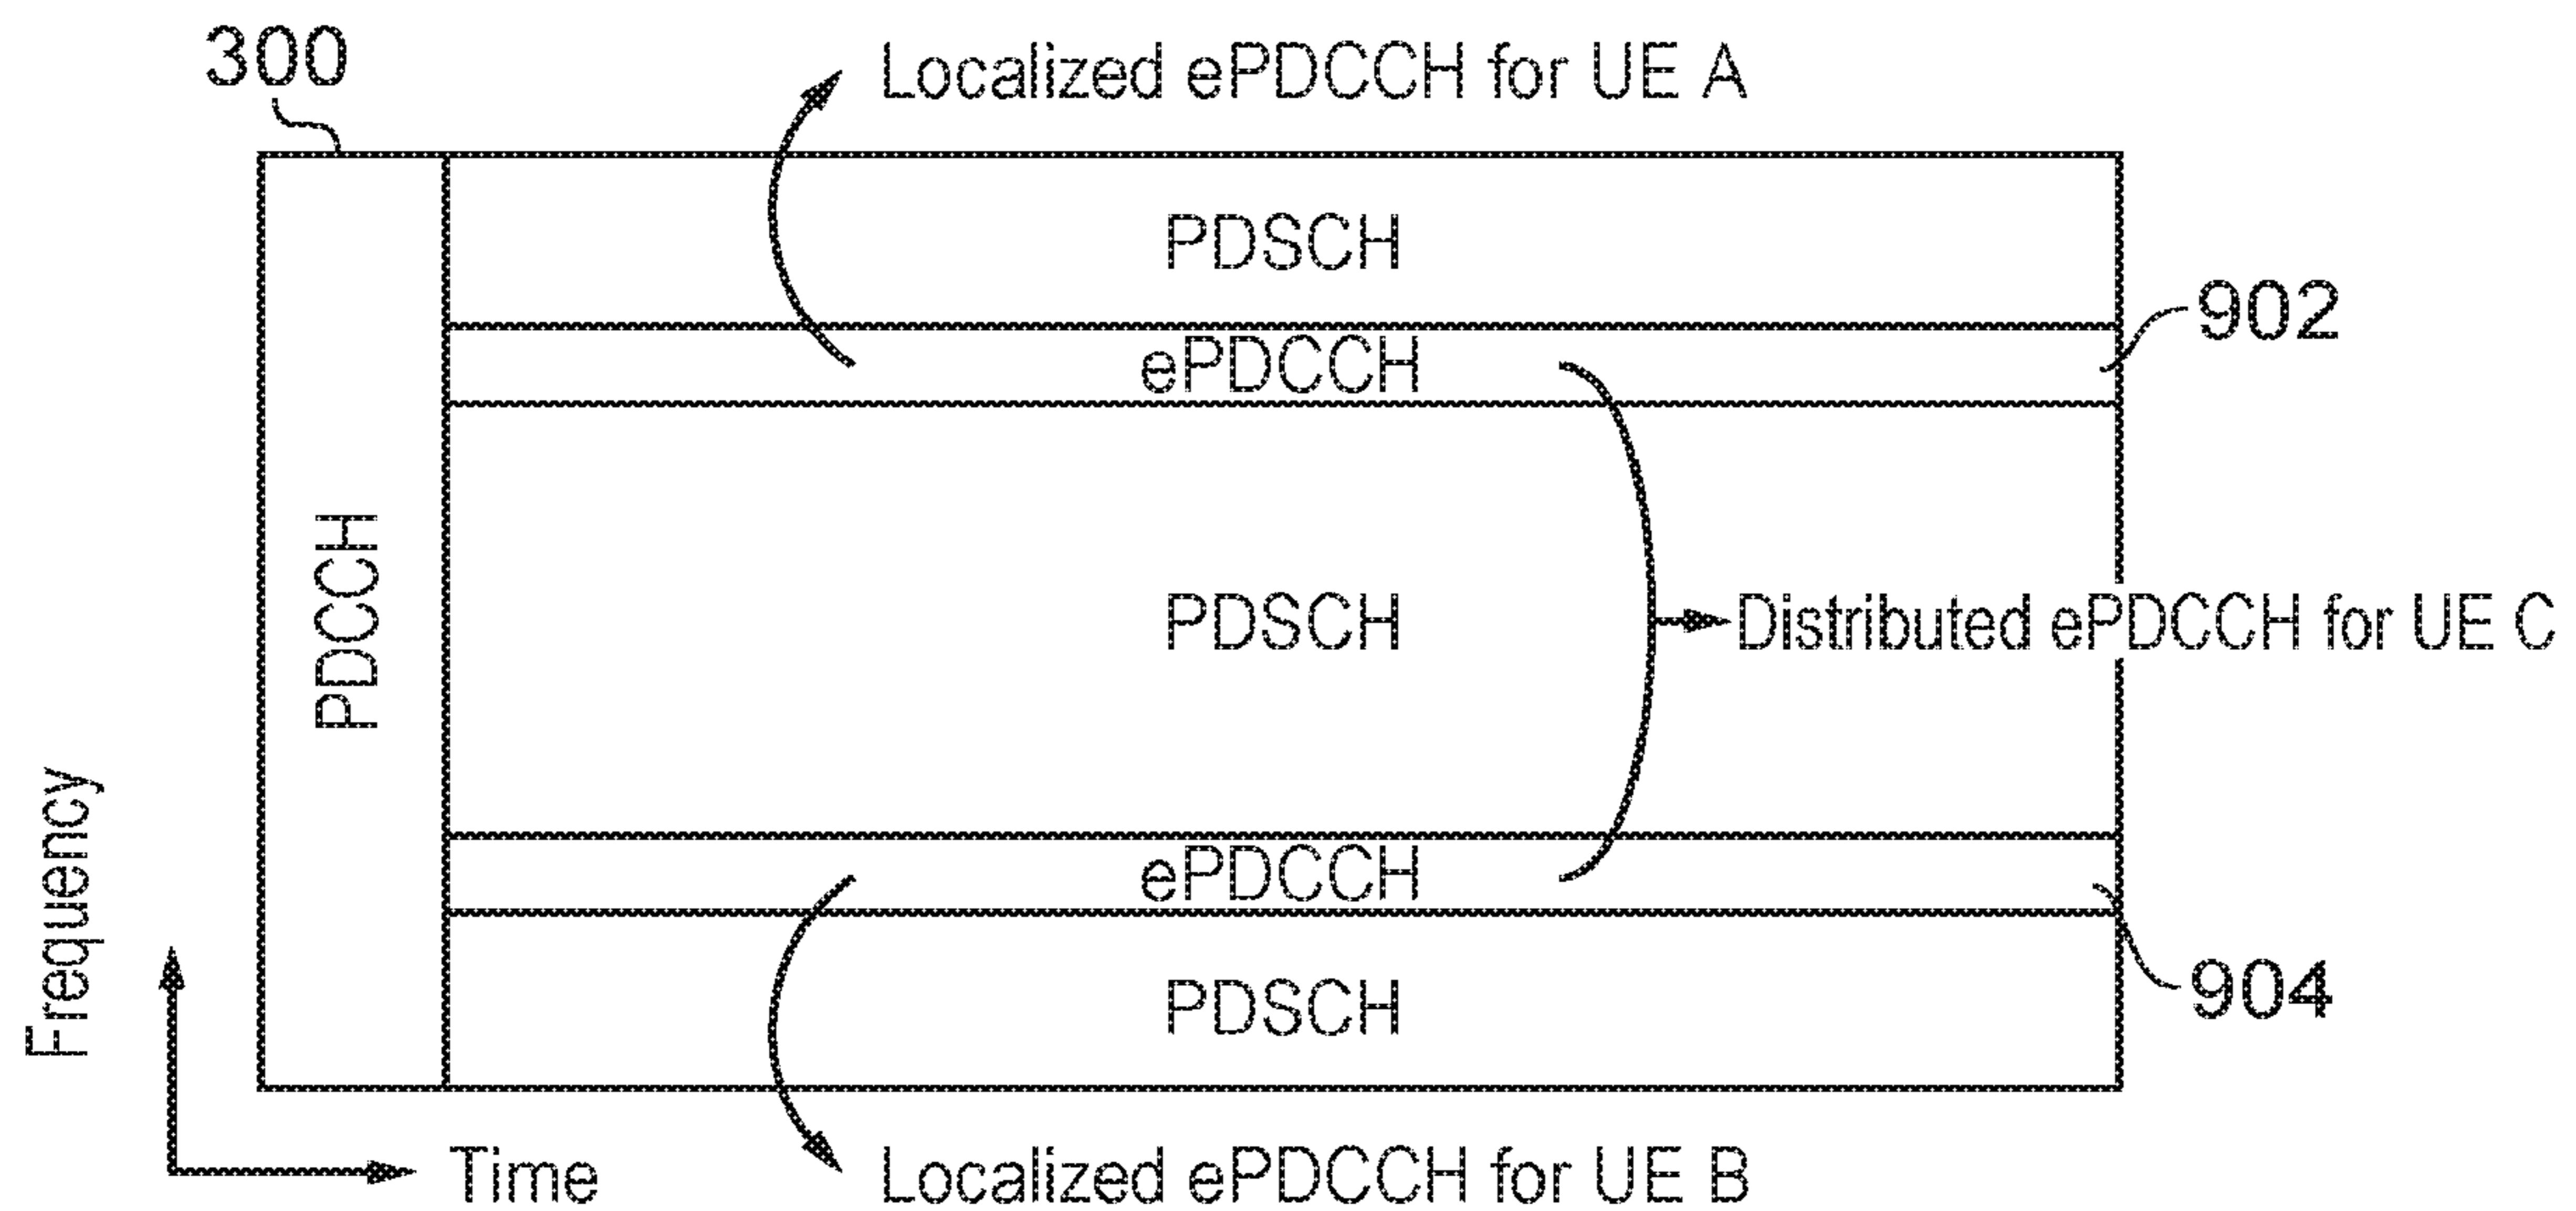 300
Localized ePDCCH for UE A
PDSCH
902
ePDCCH
PDCCH
PDSCH
Distributed ePDCCH for UE C
ePDCCH
904
PDSCH
Frequency
Time
Localized ePDCCH for UE B